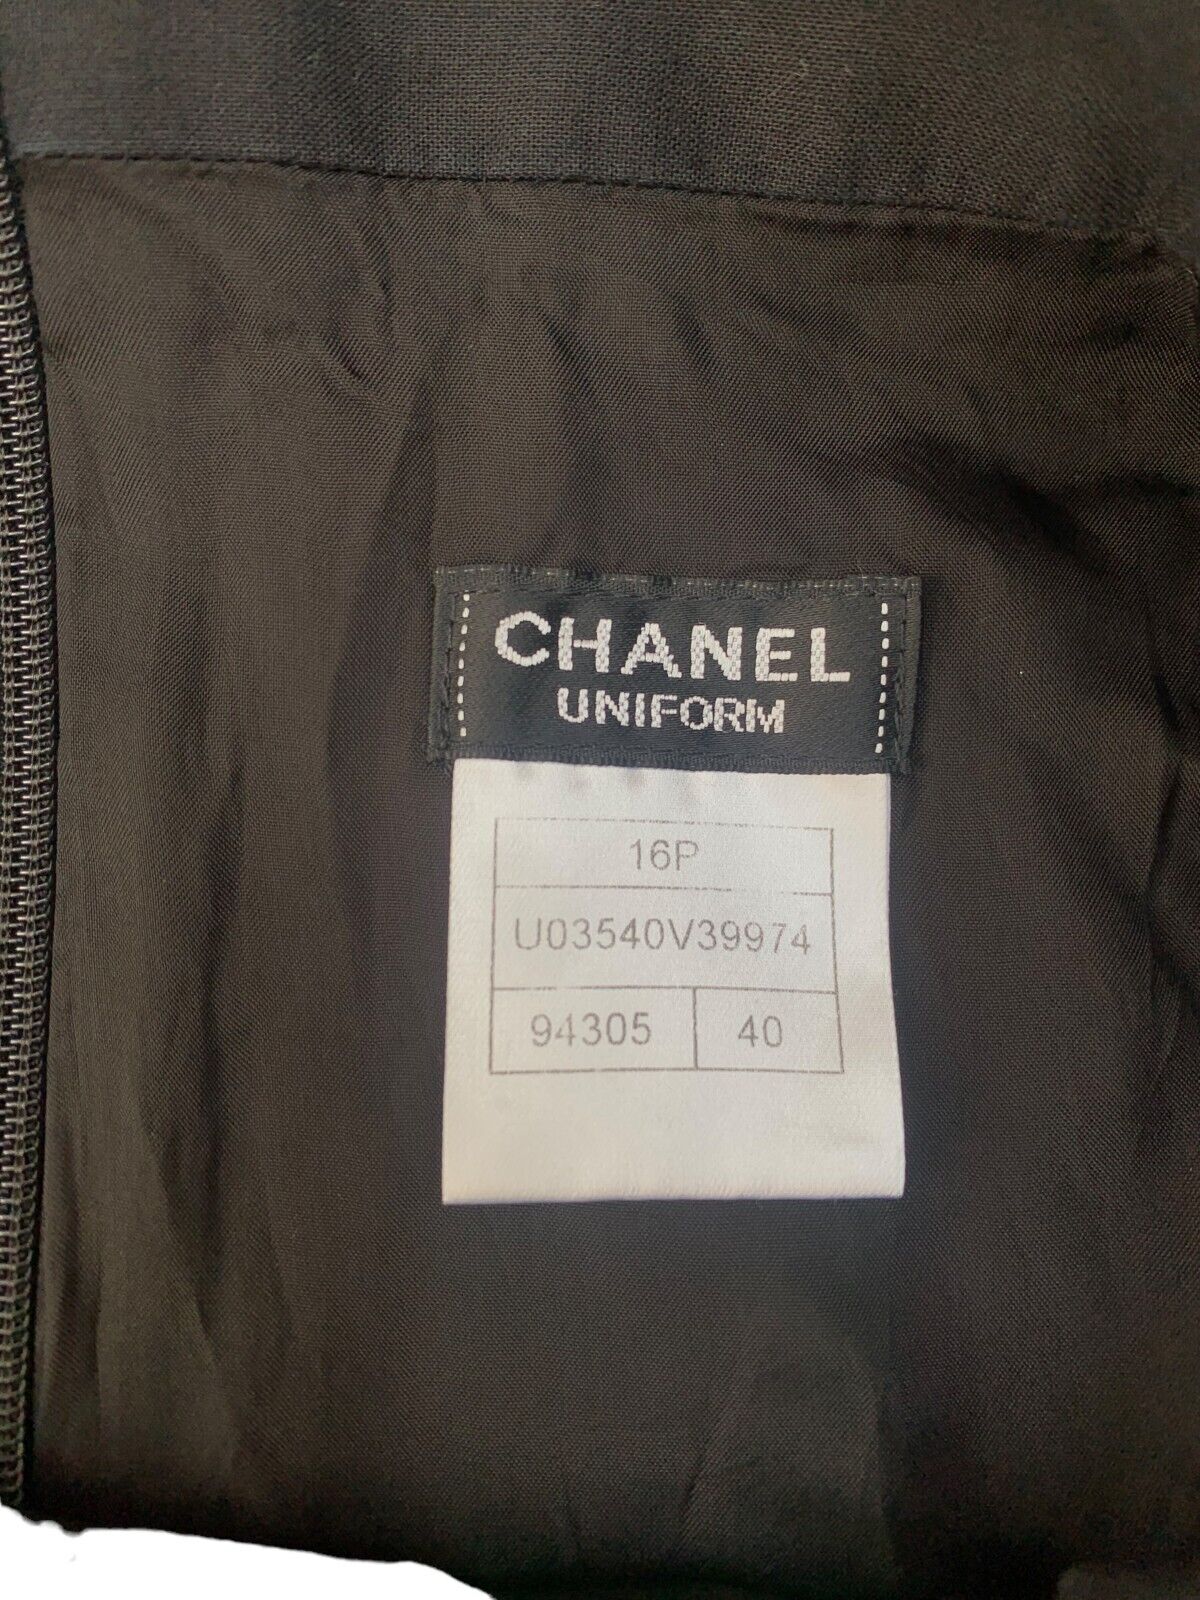 CHANEL
UNIFORM
16P
U03540V39974
94305 40